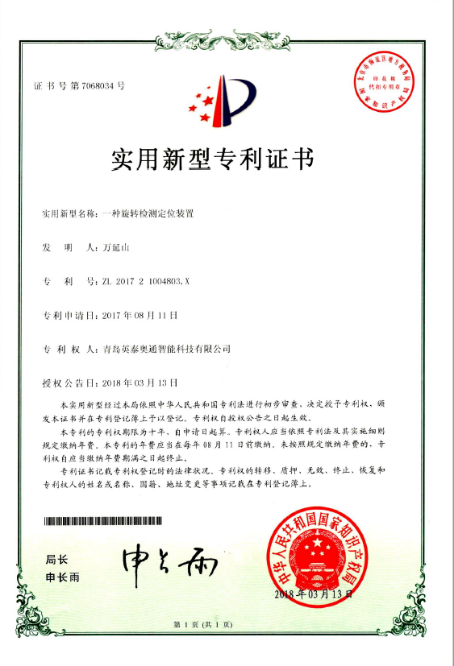 证书号第7068034号
实用新型专利证书
实用新型名称：一种旋转检测定位装置
发 明 人：万延山
专 利 号：ZL 2017 2 1004803.X
专利申请日：2017年08月11日
专 利 权 人：青岛英泰奥通智能科技有限公司
授权公告日：2018年03月13日
本实用新型经过本局依照中华人民共和国专利法进行初步审查，决定授予专利权，颁
发本证书并在专利登记簿上予以登记。专利权自授权公告之日起生效。
本专利的专利权期限为十年，自申请日起算。专利权人应当依照专利法及其实施细则
规定缴纳年费。本专利的年费应当在每年08月11日前缴纳。未按照规定缴纳年费的，专
利权自应当缴纳年费期满之日起终止。
专利证书记载专利权登记时的法律状况。专利权的转移、质押、无效、终止、恢复和
专利权人的姓名或名称、国籍、地址变更等事项记载在专利登记簿上。
局长
申长雨
申长雨
中华人民共和国国家知识产权局
2018年03月13日
第 1 页 (共 1 页)